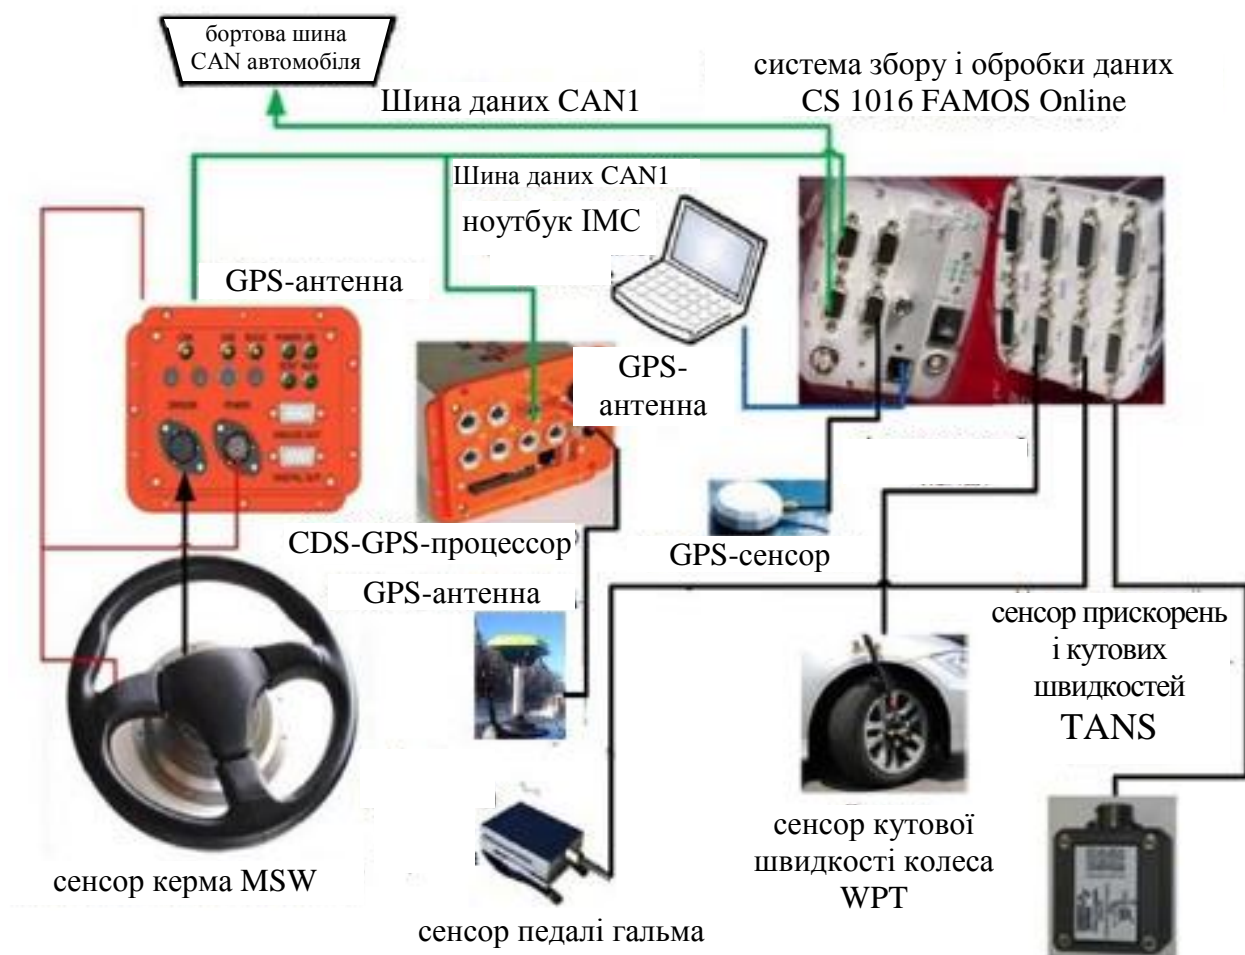 бортова шина
CAN автомобіля
система збору і обробки даних
CS 1016 FAMOS Online
Шина даних CAN1
Шина даних CAN1
ноутбук IMC
GPS-антенна
GPS-
антенна
CDS-GPS-процессор
GPS-сенсор
GPS-антенна
сенсор прискорень
і кутових
швидкостей
TANS
сенсор кутової
швидкості колеса
WPT
сенсор керма MSW
сенсор педалі гальма